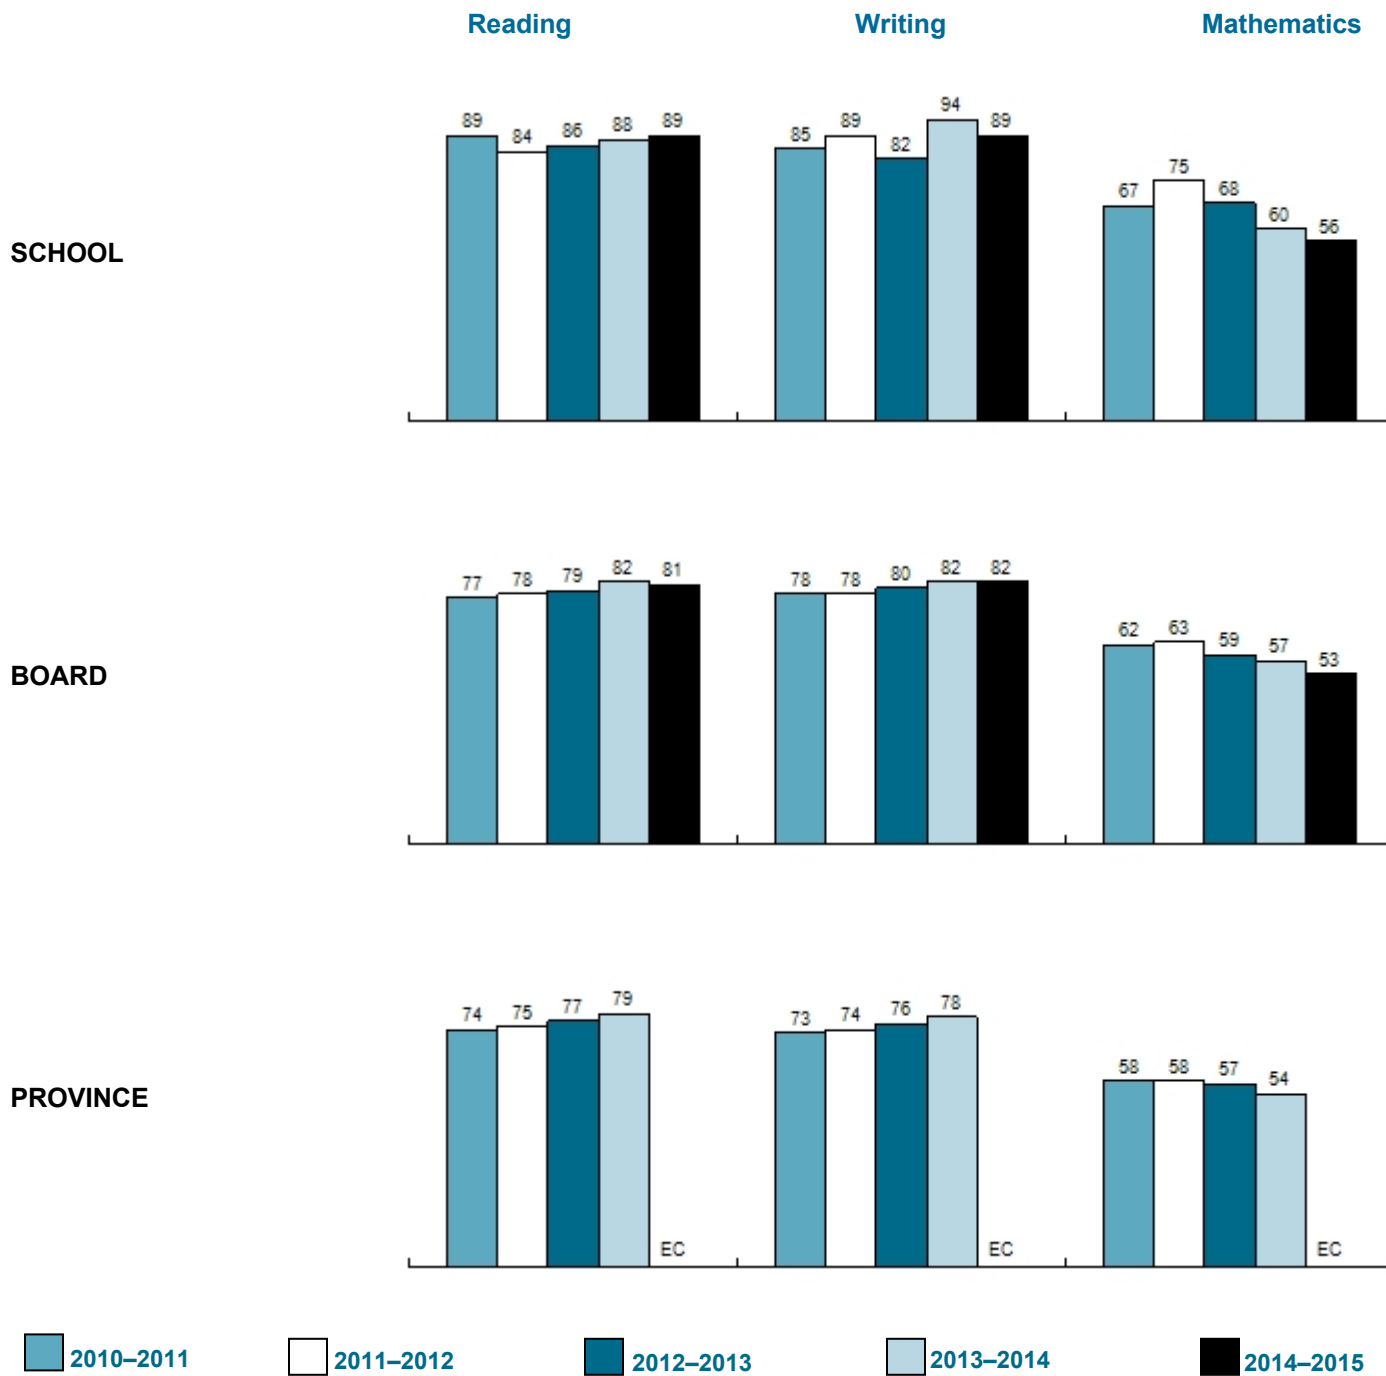 Reading Writing Mathematics
SCHOOL
89 84 86 88 89
85 89 82 94 89
67 75 68 60 56
BOARD
77 78 79 82 81
78 78 80 82 82
62 63 59 57 53
PROVINCE
74 75 77 79 EC
73 74 76 78 EC
58 58 57 54 EC
2010–2011 2011–2012 2012–2013 2013–2014 2014–2015